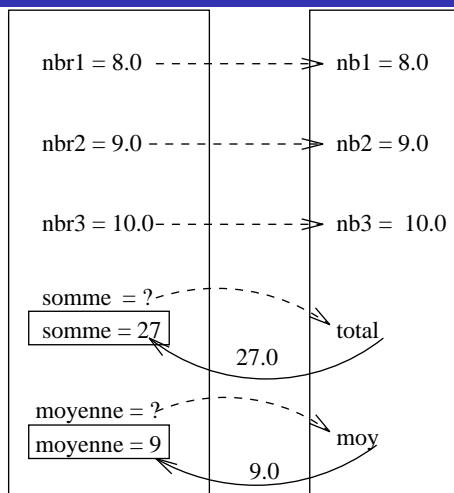 nbr1 = 8.0 nb1 = 8.0
nbr2 = 9.0 nb2 = 9.0
nbr3 = 10.0 nb3 = 10.0
somme = ?
somme = 27 total
27.0
moyenne = ?
moyenne = 9 moy
9.0